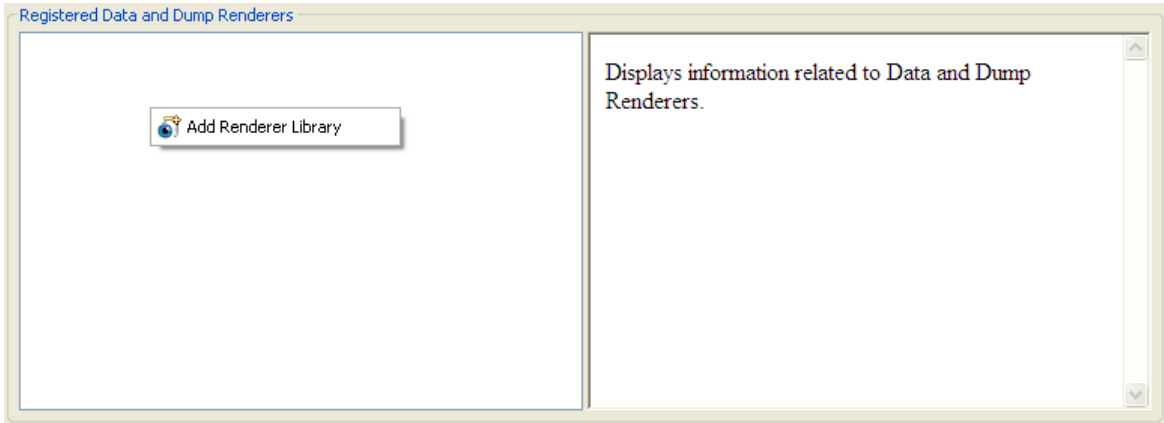 Registered Data and Dump Renderers
Add Renderer Library
Displays information related to Data and Dump
Renderers.